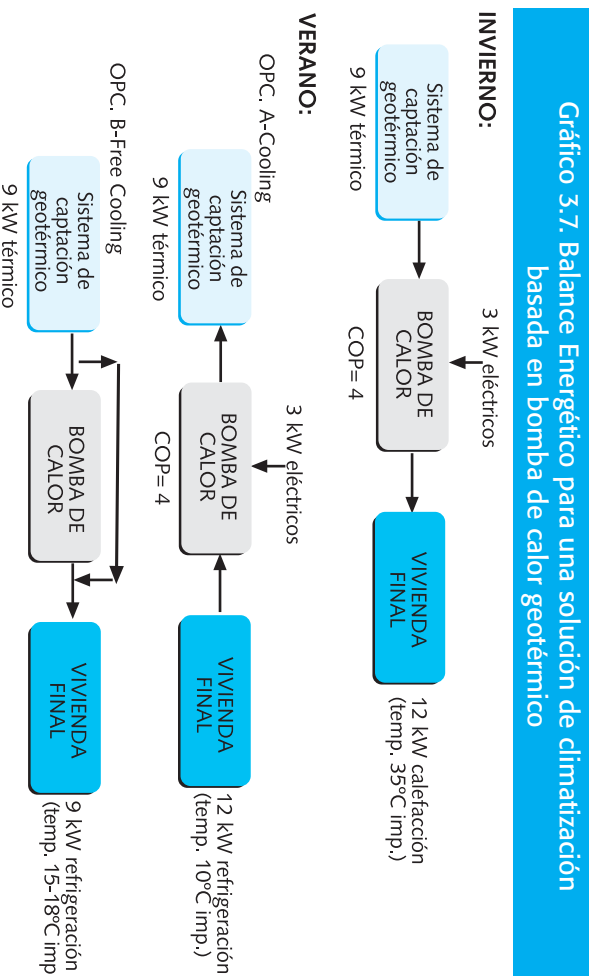 Gráfico 3.7. Balance Energético para una solución de climatización
basada en bomba de calor geotérmico
INVIERNO:
3 kW eléctricos
Sistema de
captación
geotérmico
9 kW térmico
BOMBA DE
CALOR
COP= 4
VIVIENDA
FINAL
12 kW calefacción
(temp. 35ºC imp.)
VERANO:
OPC. A-Cooling
3 kW eléctricos
Sistema de
captación
geotérmico
9 kW térmico
BOMBA DE
CALOR
COP= 4
VIVIENDA
FINAL
12 kW refrigeración
(temp. 10ºC imp.)
OPC. B-Free Cooling
Sistema de
captación
geotérmico
9 kW térmico
BOMBA DE
CALOR
VIVIENDA
FINAL
9 kW refrigeración
(temp. 15-18ºC imp